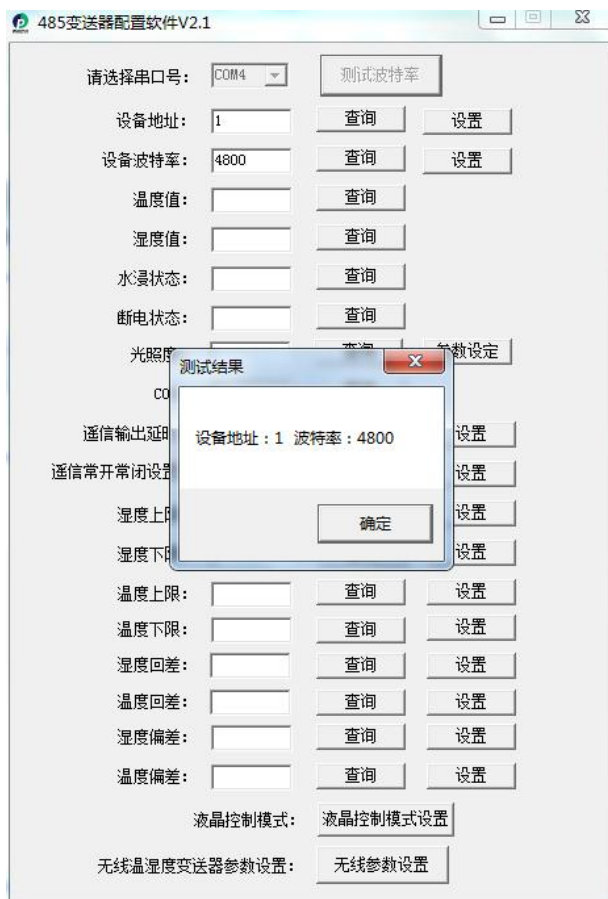 485变送器配置软件V2.1
请选择串口号: COM4 测试波特率
设备地址: 1 查询 设置
设备波特率: 4800 查询 设置
温度值: 查询
湿度值: 查询
水浸状态: 查询
断电状态: 查询
光照度 参数设定
测试结果
CO
设备地址：1 波特率：4800
遥信输出延时 设置
遥信常开常闭设置 设置
确定
湿度上限 设置
湿度下限 设置
温度上限: 查询 设置
温度下限: 查询 设置
湿度回差: 查询 设置
温度回差: 查询 设置
湿度偏差: 查询 设置
温度偏差: 查询 设置
液晶控制模式: 液晶控制模式设置
无线温湿度变送器参数设置: 无线参数设置